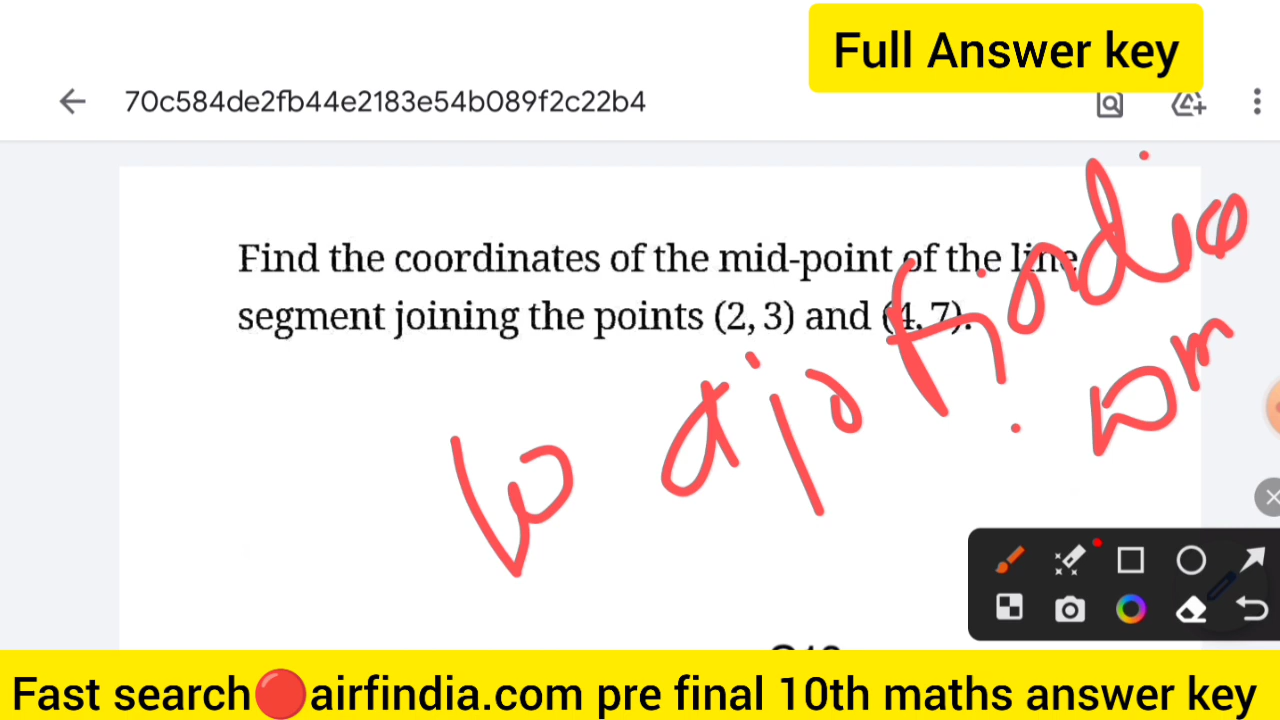 Full Answer key
70c584de2fb44e2183e54b089f2c22b4
Find the coordinates of the mid-point of the line
segment joining the points (2, 3) and (4, 7).
Fast search🔴airfindia.com pre final 10th maths answer key